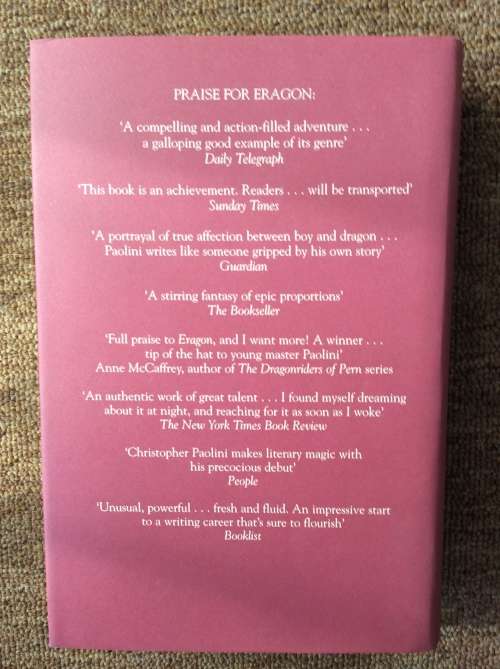 PRAISE FOR ERAGON:
‘A compelling and action-filled adventure . . .
a galloping good example of its genre’
Daily Telegraph
‘This book is an achievement. Readers . . . will be transported’
Sunday Times
‘A portrayal of true affection between boy and dragon . . .
Paolini writes like someone gripped by his own story’
Guardian
‘A stirring fantasy of epic proportions’
The Bookseller
‘Full praise to Eragon, and I want more! A winner . . .
tip of the hat to young master Paolini’
Anne McCaffrey, author of The Dragonriders of Pern series
‘An authentic work of great talent . . . I found myself dreaming
about it at night, and reaching for it as soon as I woke’
The New York Times Book Review
‘Christopher Paolini makes literary magic with
his precocious debut’
People
‘Unusual, powerful . . . fresh and fluid. An impressive start
to a writing career that’s sure to flourish’
Booklist